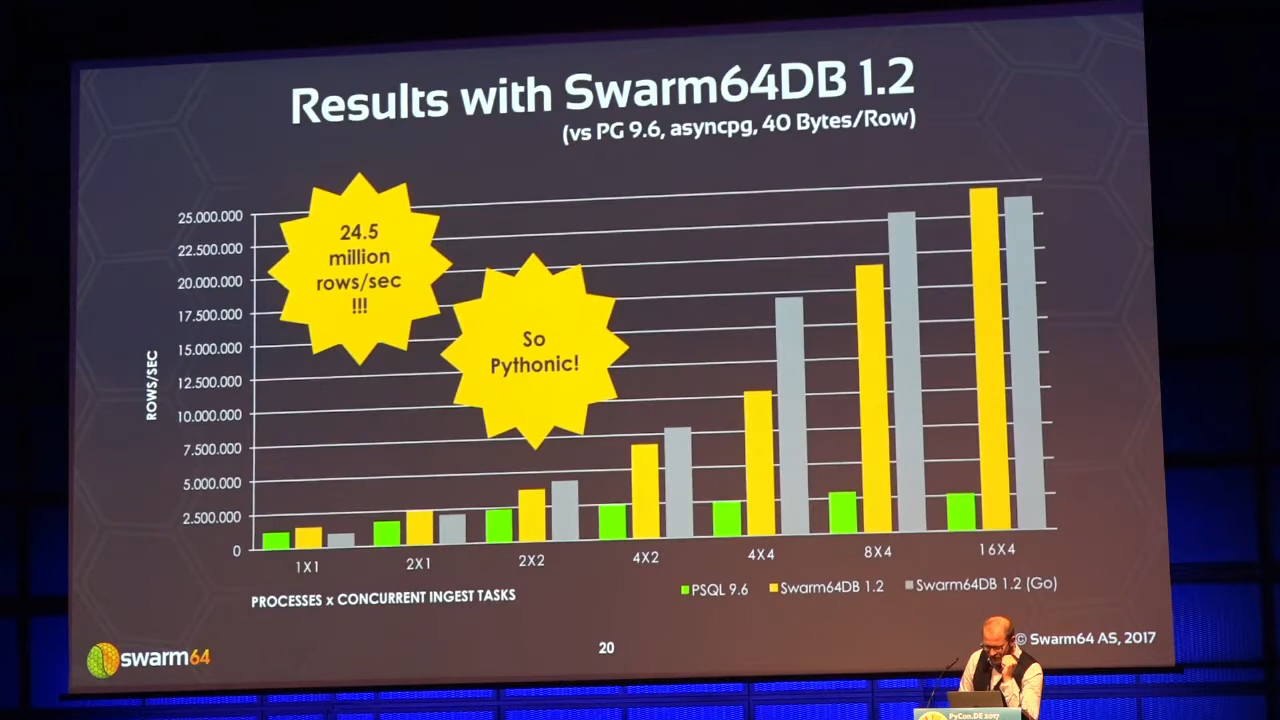 Results with Swarm64DB 1.2
(vs PG 9.6, asyncpg, 40 Bytes/Row)
24.5
million
rows/sec
!!!
So
Pythonic!
ROWS/SEC
25.000.000
22.500.000
20.000.000
17.500.000
15.000.000
12.500.000
10.000.000
7.500.000
5.000.000
2.500.000
0
1X1
2X1
2X2
4X2
4X4
8X4
16X4
PROCESSES x CONCURRENT INGEST TASKS
PSQL 9.6
Swarm64DB 1.2
Swarm64DB 1.2 (Go)
swarm64
20
© Swarm64 AS, 2017
PyCon.DE 2017